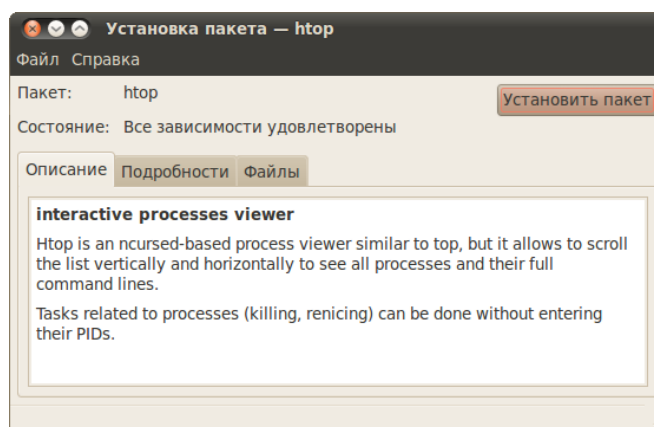 Установка пакета — htop
Файл Справка
Пакет: htop
Установить пакет
Состояние: Все зависимости удовлетворены
Описание Подробности Файлы
interactive processes viewer
Htop is an ncursed-based process viewer similar to top, but it allows to scroll
the list vertically and horizontally to see all processes and their full
command lines.
Tasks related to processes (killing, renicing) can be done without entering
their PIDs.